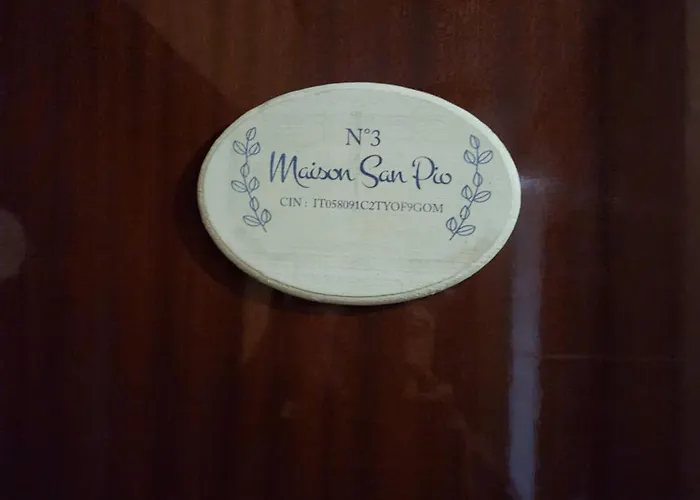 N°3
Maison San Pio
CIN : IT058091C2TYOF9GOM